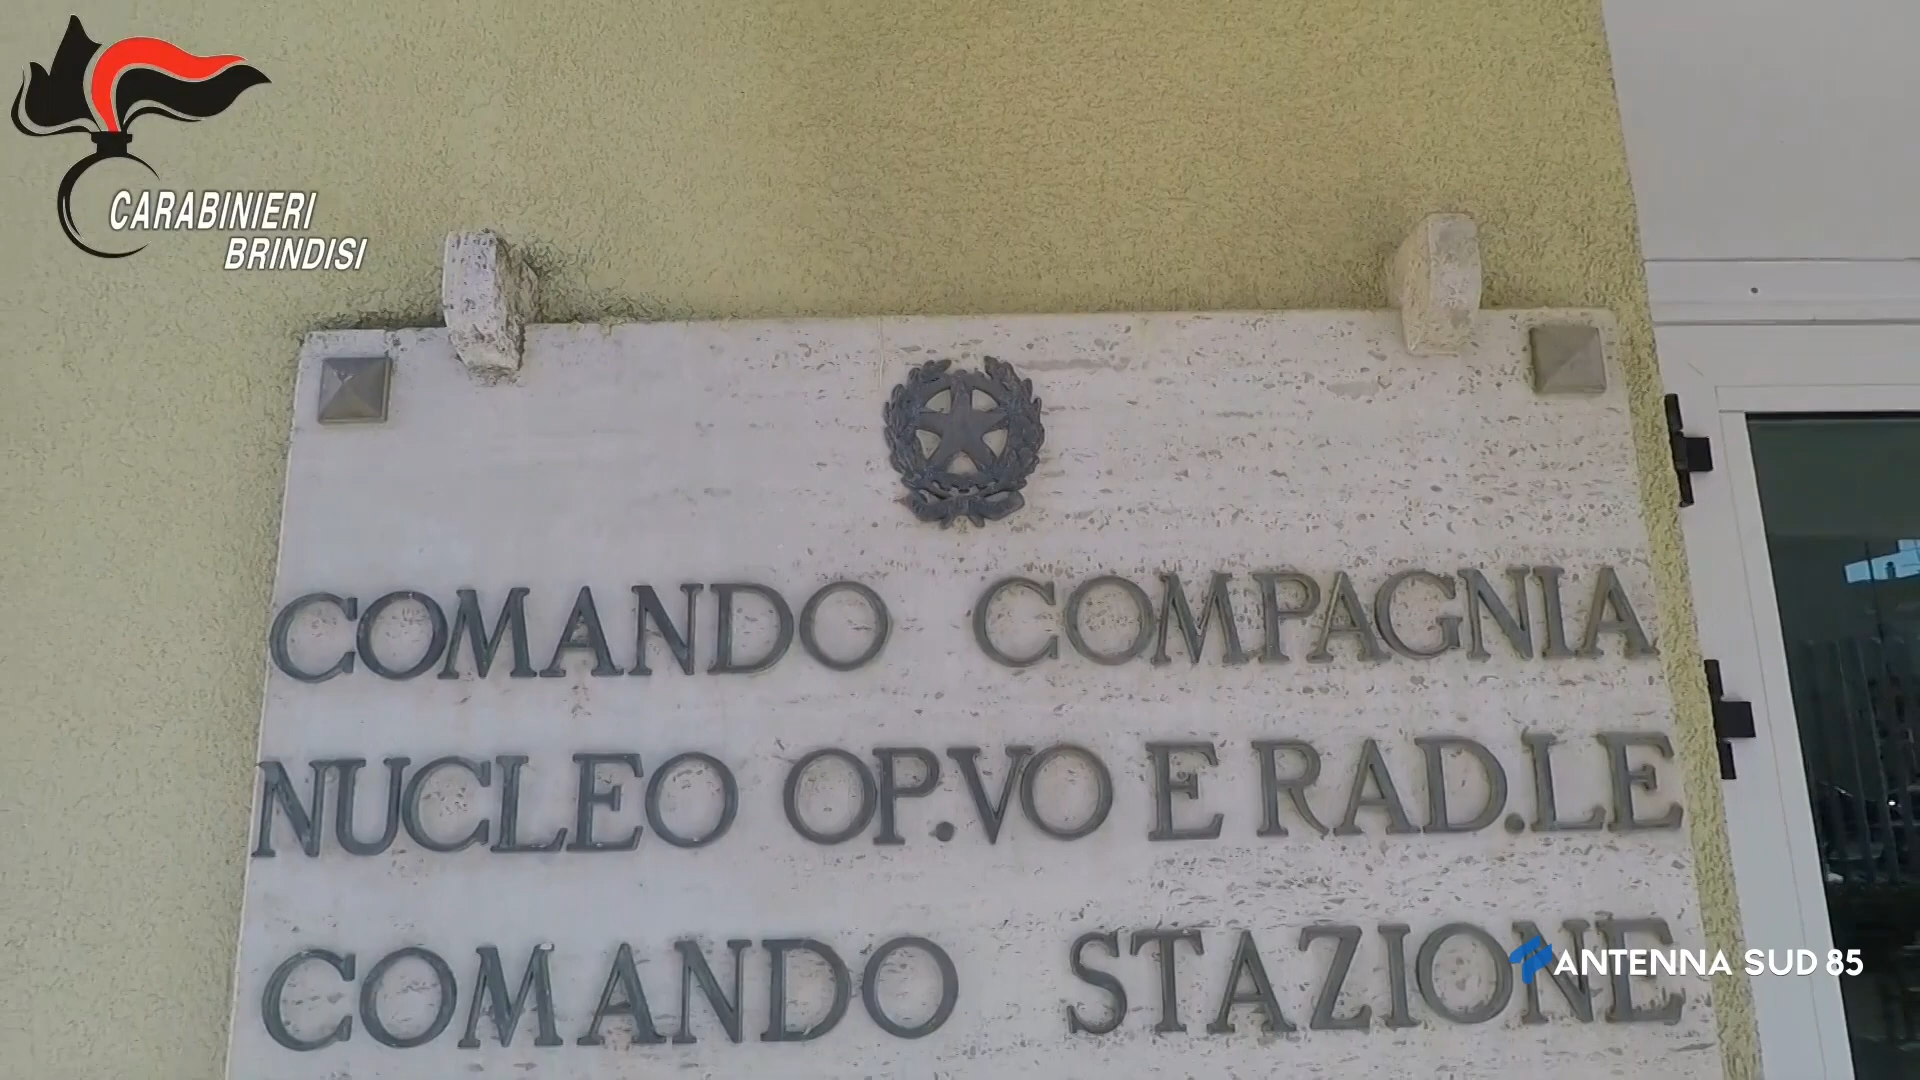 CARABINIERI
BRINDISI
COMANDO COMPAGNIA
NUCLEO OP.VO E RAD.LE
COMANDO STAZIONE
ANTENNA SUD 85